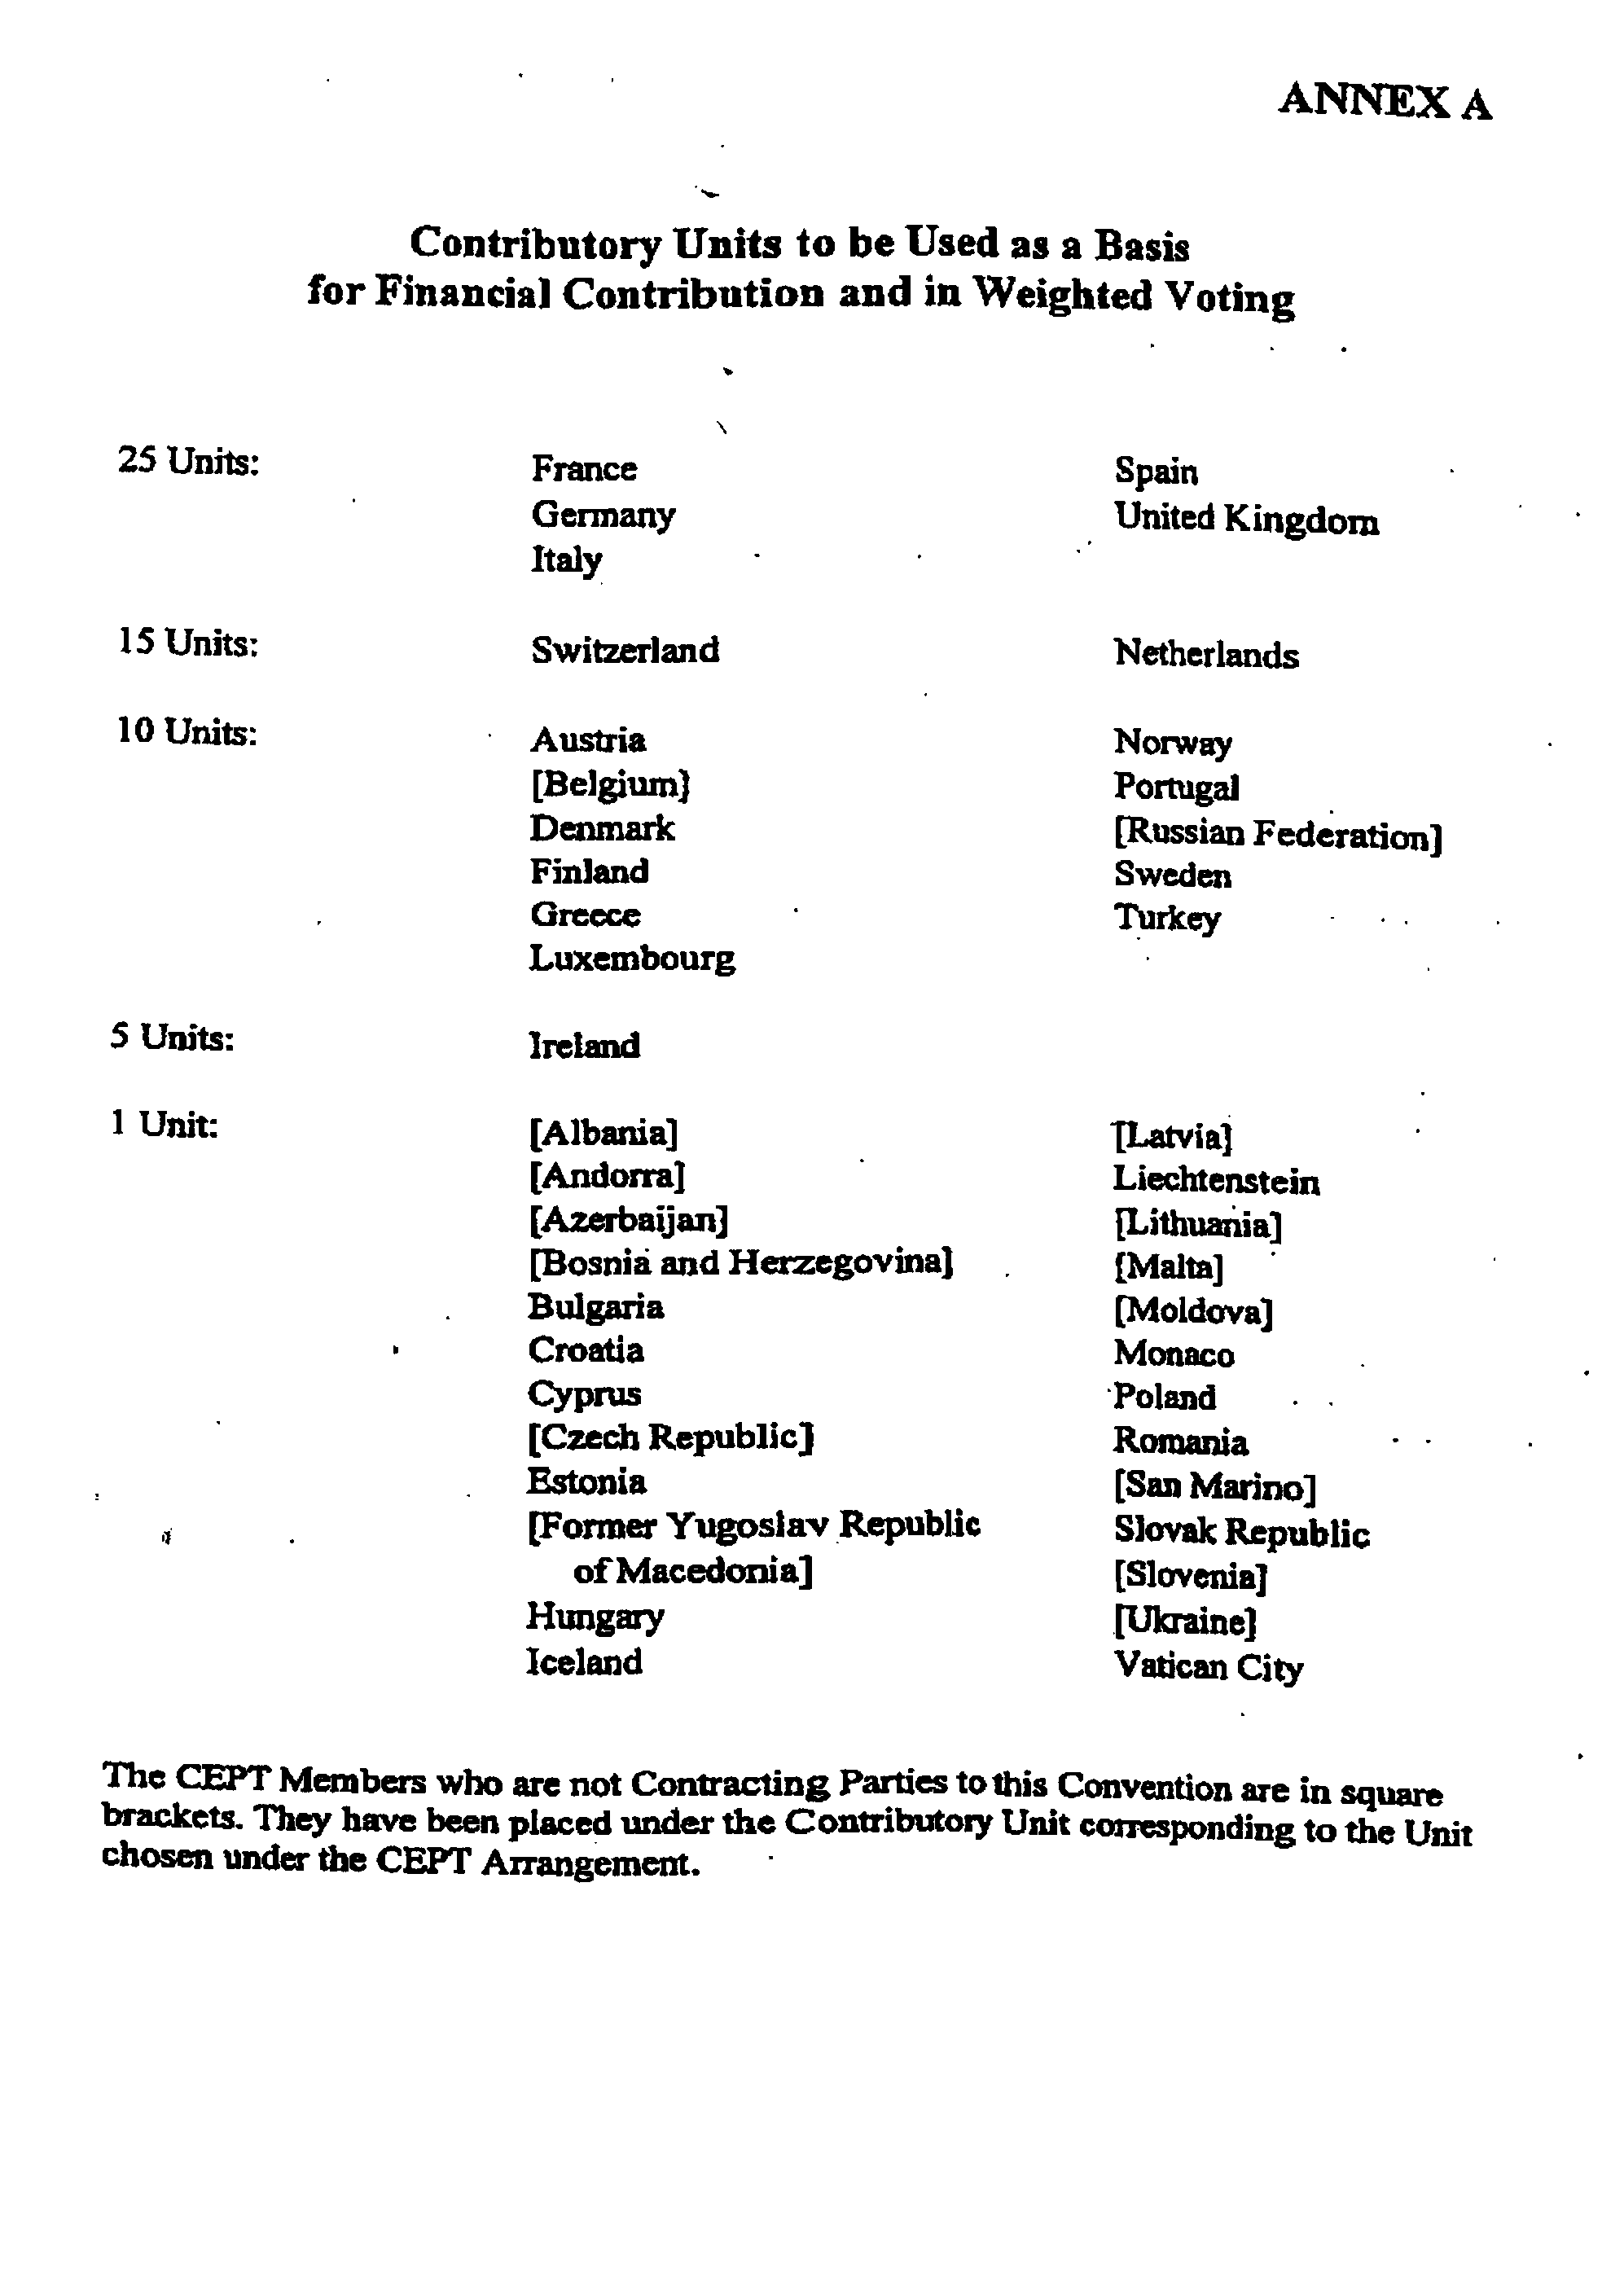 ANNEX A
Contributory Units to be Used as a Basis
for Financial Contribution and in Weighted Voting
25 Units:
France
Germany
Italy
Spain
United Kingdom
15 Units:
Switzerland
Netherlands
10 Units:
Austria
[Belgium]
Denmark
Finland
Greece
Luxembourg
Norway
Portugal
[Russian Federation]
Sweden
Turkey
5 Units:
Ireland
1 Unit:
[Albania]
[Andorra]
[Azerbaijan]
[Bosnia and Herzegovina]
Bulgaria
Croatia
Cyprus
[Czech Republic]
Estonia
[Former Yugoslav Republic
of Macedonia]
Hungary
Iceland
[Latvia]
Liechtenstein
[Lithuania]
[Malta]
[Moldova]
Monaco
Poland
Romania
[San Marino]
Slovak Republic
[Slovenia]
[Ukraine]
Vatican City
The CEPT Members who are not Contracting Parties to this Convention are in square
brackets. They have been placed under the Contributory Unit corresponding to the Unit
chosen under the CEPT Arrangement.